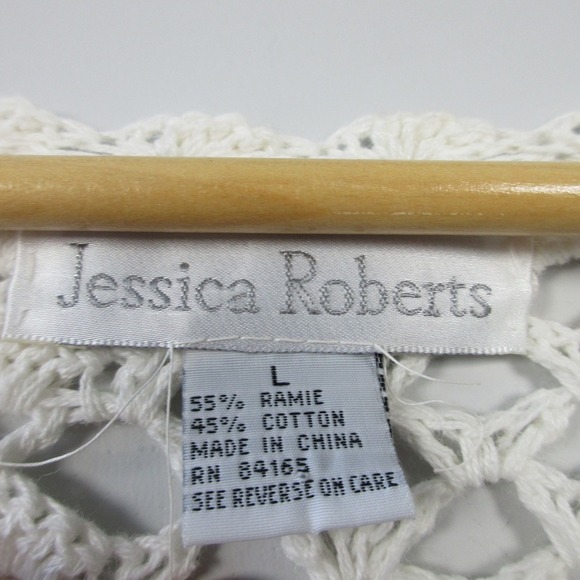 Jessica Roberts
L
55% RAMIE
45% COTTON
MADE IN CHINA
RN 84165
SEE REVERSE ON CARE